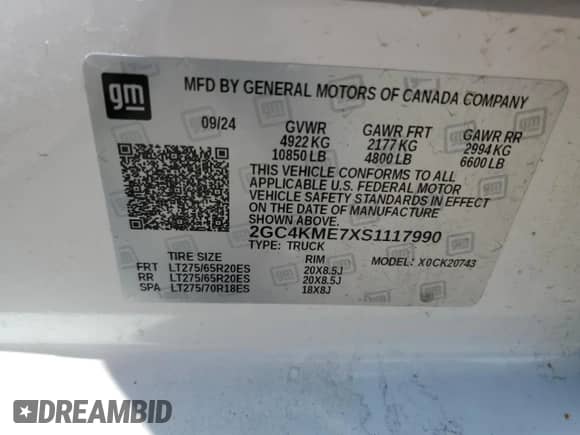 gm
MFD BY GENERAL MOTORS OF CANADA COMPANY
09/24 GVWR GAWR FRT GAWR RR
4922 KG 2177 KG 2994 KG
10850 LB 4800 LB 6600 LB
THIS VEHICLE CONFORMS TO ALL
APPLICABLE U.S. FEDERAL MOTOR
VEHICLE SAFETY STANDARDS IN EFFECT
ON THE DATE OF MANUFACTURE
SHOWN ABOVE.
2GC4KME7XS1117990
TYPE: TRUCK MODEL: X0CK20743
TIRE SIZE RIM
FRT LT275/65R20ES 20X8.5J
RR LT275/65R20ES 20X8.5J
SPA LT275/70R18ES 18X8J
DREAMBID